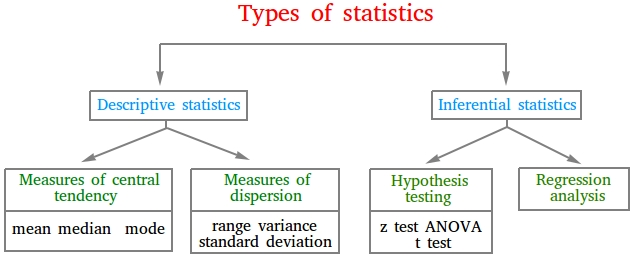 Types of statistics
Descriptive statistics
Inferential statistics
Measures of central
tendency
mean median mode
Measures of
dispersion
range variance
standard deviation
Hypothesis
testing
z test ANOVA
t test
Regression
analysis